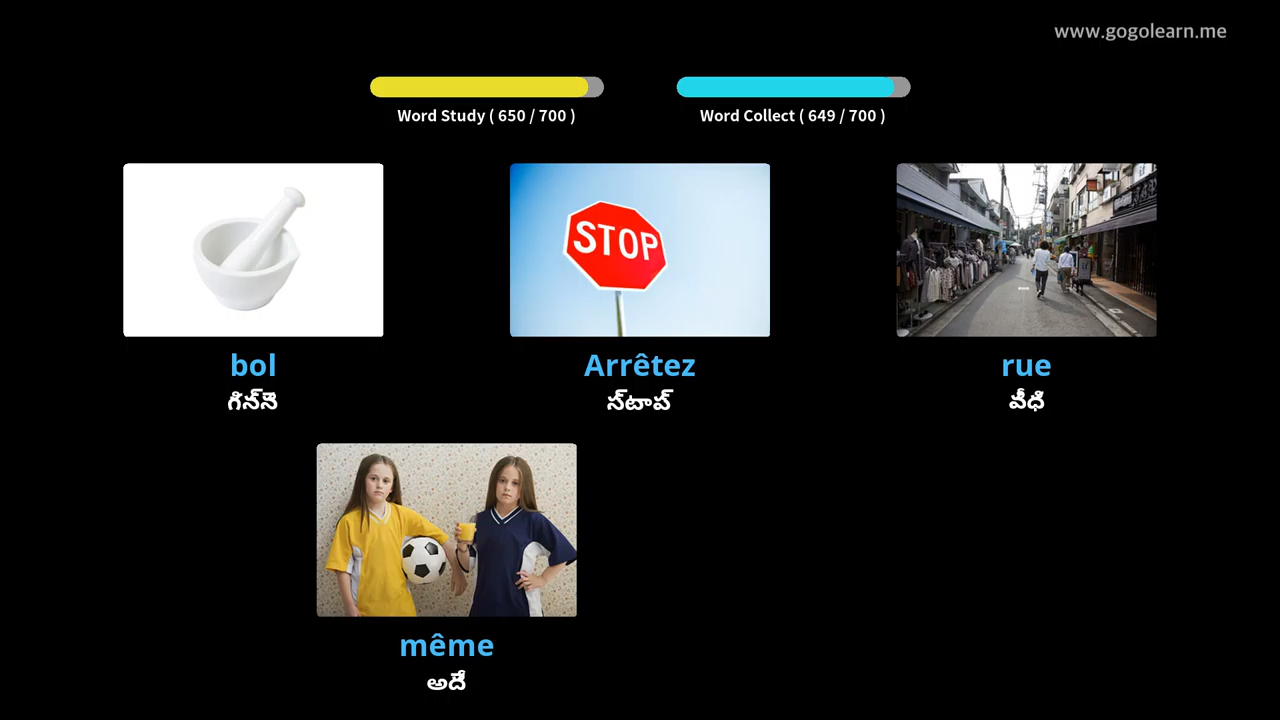 www.gogolearn.me
Word Study ( 650 / 700 )
Word Collect ( 649 / 700 )
STOP
bol
Arrêtez
rue
గిన్నె
స్టాప్
వీధి
même
అదే